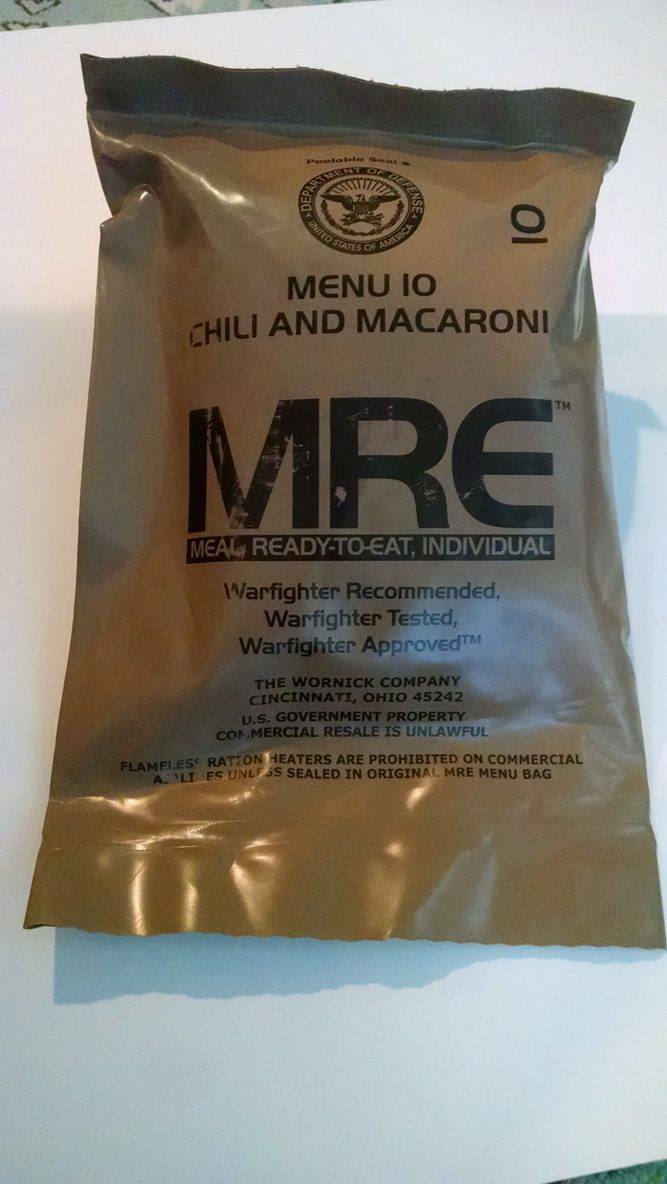 Peelable Seal
DEPARTMENT OF DEFENSE
UNITED STATES OF AMERICA
10
MENU 10
CHILI AND MACARONI
MRE™
MEAL, READY-TO-EAT, INDIVIDUAL
Warfighter Recommended,
Warfighter Tested,
Warfighter Approved™
THE WORNICK COMPANY
CINCINNATI, OHIO 45242
U.S. GOVERNMENT PROPERTY
COMMERCIAL RESALE IS UNLAWFUL
FLAMELESS RATION HEATERS ARE PROHIBITED ON COMMERCIAL
UNLESS SEALED IN ORIGINAL MRE MENU BAG